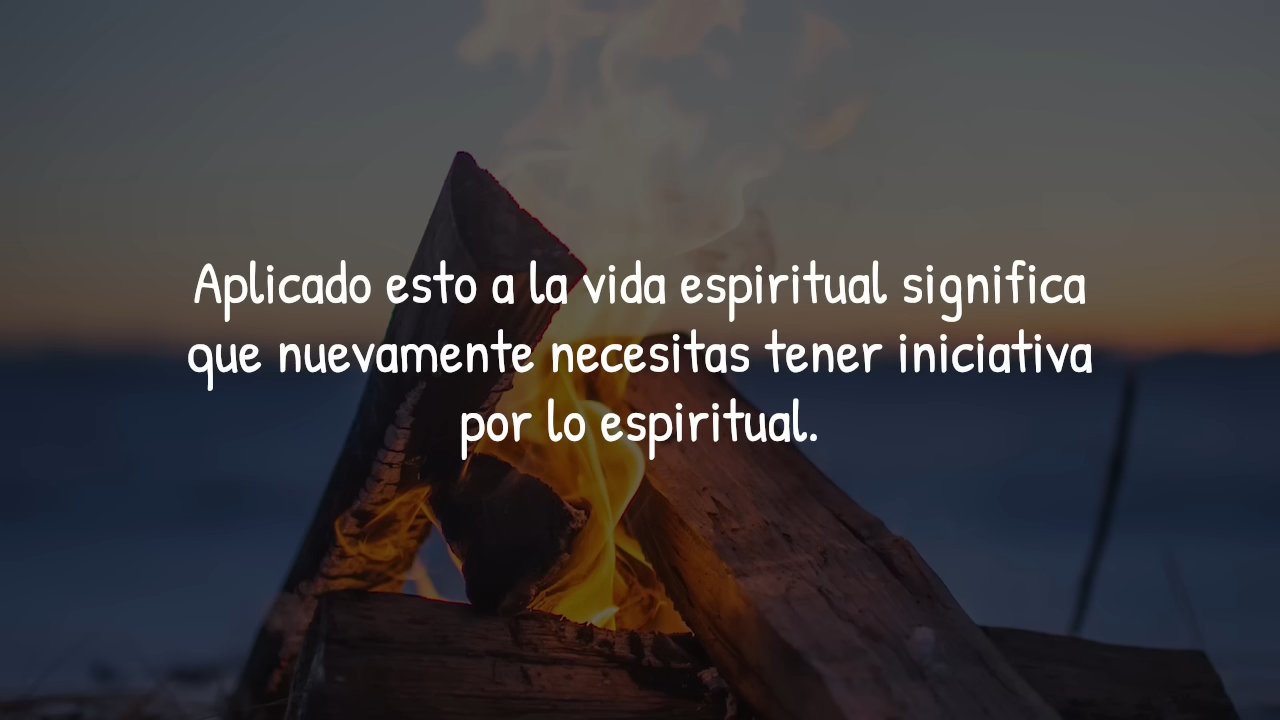 Aplicado esto a la vida espiritual significa
que nuevamente necesitas tener iniciativa
por lo espiritual.